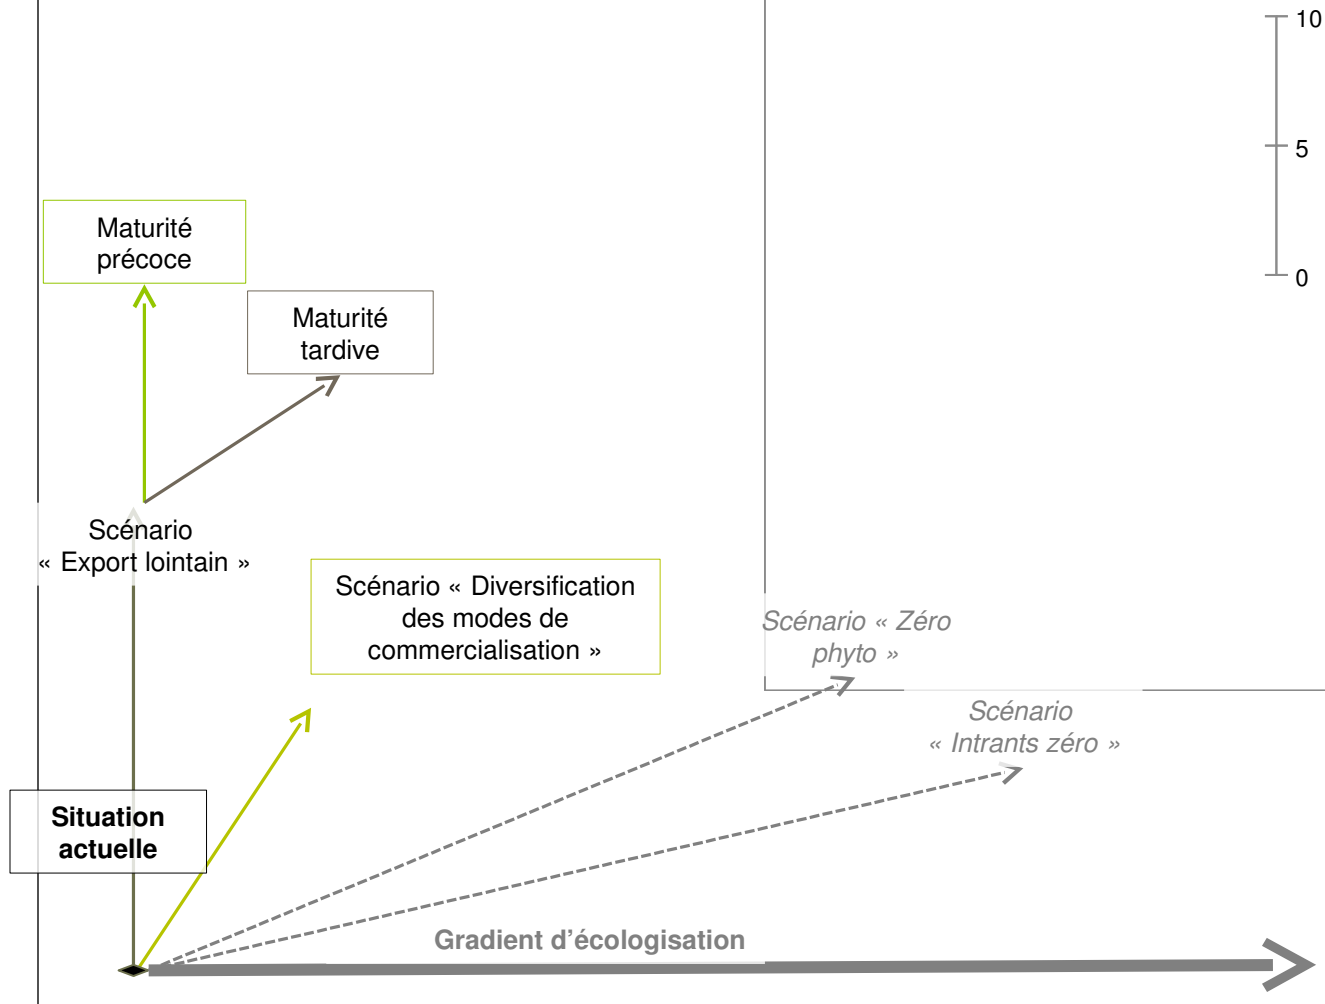 10
5
0
Maturité
précoce
Maturité
tardive
Scénario
« Export lointain »
Scénario « Diversification
des modes de
commercialisation »
Scénario « Zéro
phyto »
Scénario
« Intrants zéro »
Situation
actuelle
Gradient d'écologisation